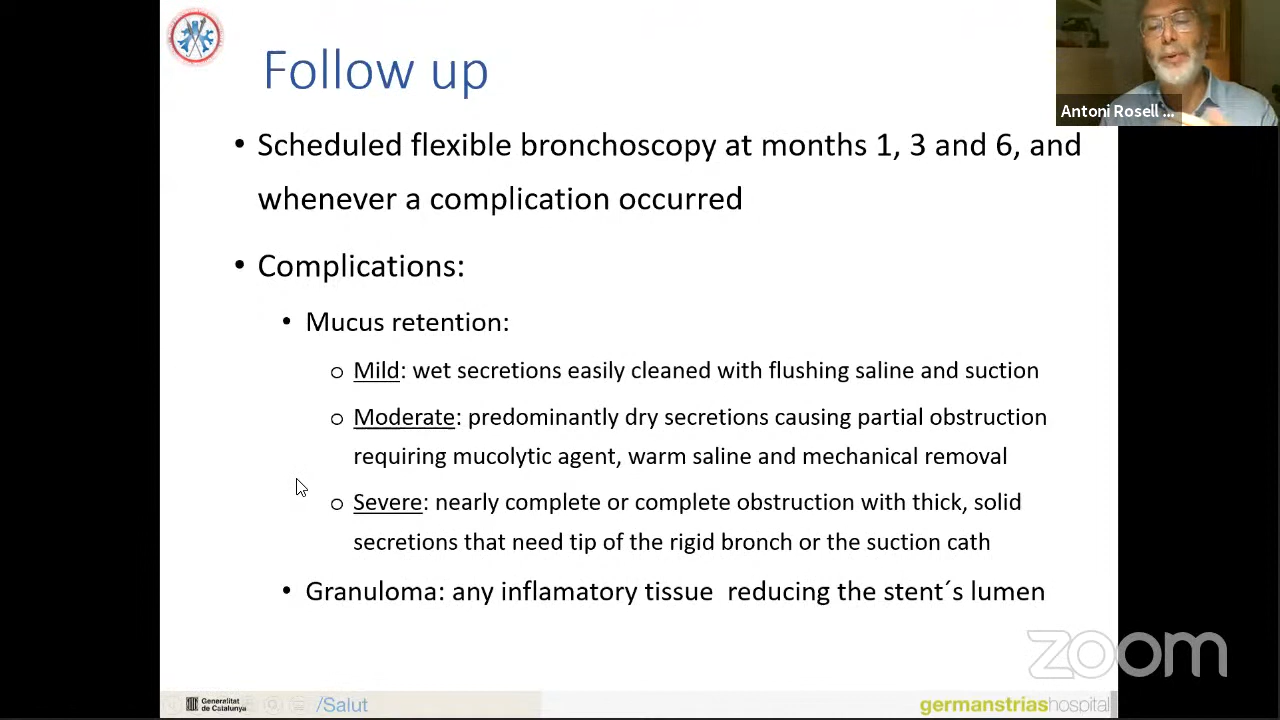 Follow up
Antoni Rosell ...
• Scheduled flexible bronchoscopy at months 1, 3 and 6, and
whenever a complication occurred
• Complications:
• Mucus retention:
o Mild: wet secretions easily cleaned with flushing saline and suction
o Moderate: predominantly dry secretions causing partial obstruction
requiring mucolytic agent, warm saline and mechanical removal
o Severe: nearly complete or complete obstruction with thick, solid
secretions that need tip of the rigid bronch or the suction cath
• Granuloma: any inflamatory tissue  reducing the stent´s lumen
zoom
Generalitat
de Catalunya
/Salut
germanstriashospital